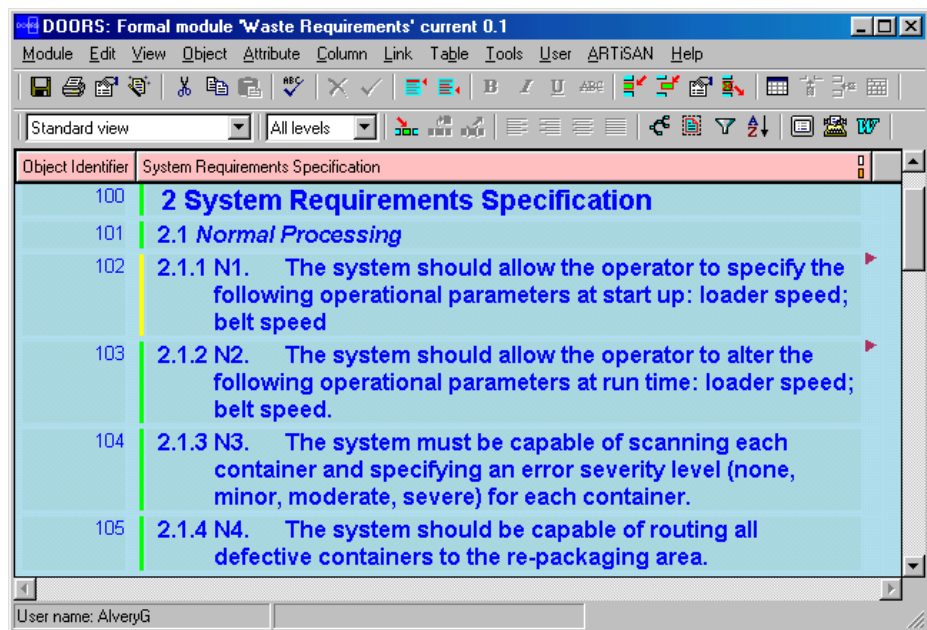 DOORS: Formal module 'Waste Requirements' current 0.1
Module Edit View Object Attribute Column Link Table Tools User ARTiSAN Help
ABC B I U ABC
Standard view All levels A Z W
Object Identifier System Requirements Specification
100 2 System Requirements Specification
101 2.1 Normal Processing
102 2.1.1 N1. The system should allow the operator to specify the
following operational parameters at start up: loader speed;
belt speed
103 2.1.2 N2. The system should allow the operator to alter the
following operational parameters at run time: loader speed;
belt speed.
104 2.1.3 N3. The system must be capable of scanning each
container and specifying an error severity level (none,
minor, moderate, severe) for each container.
105 2.1.4 N4. The system should be capable of routing all
defective containers to the re-packaging area.
User name: AlveryG